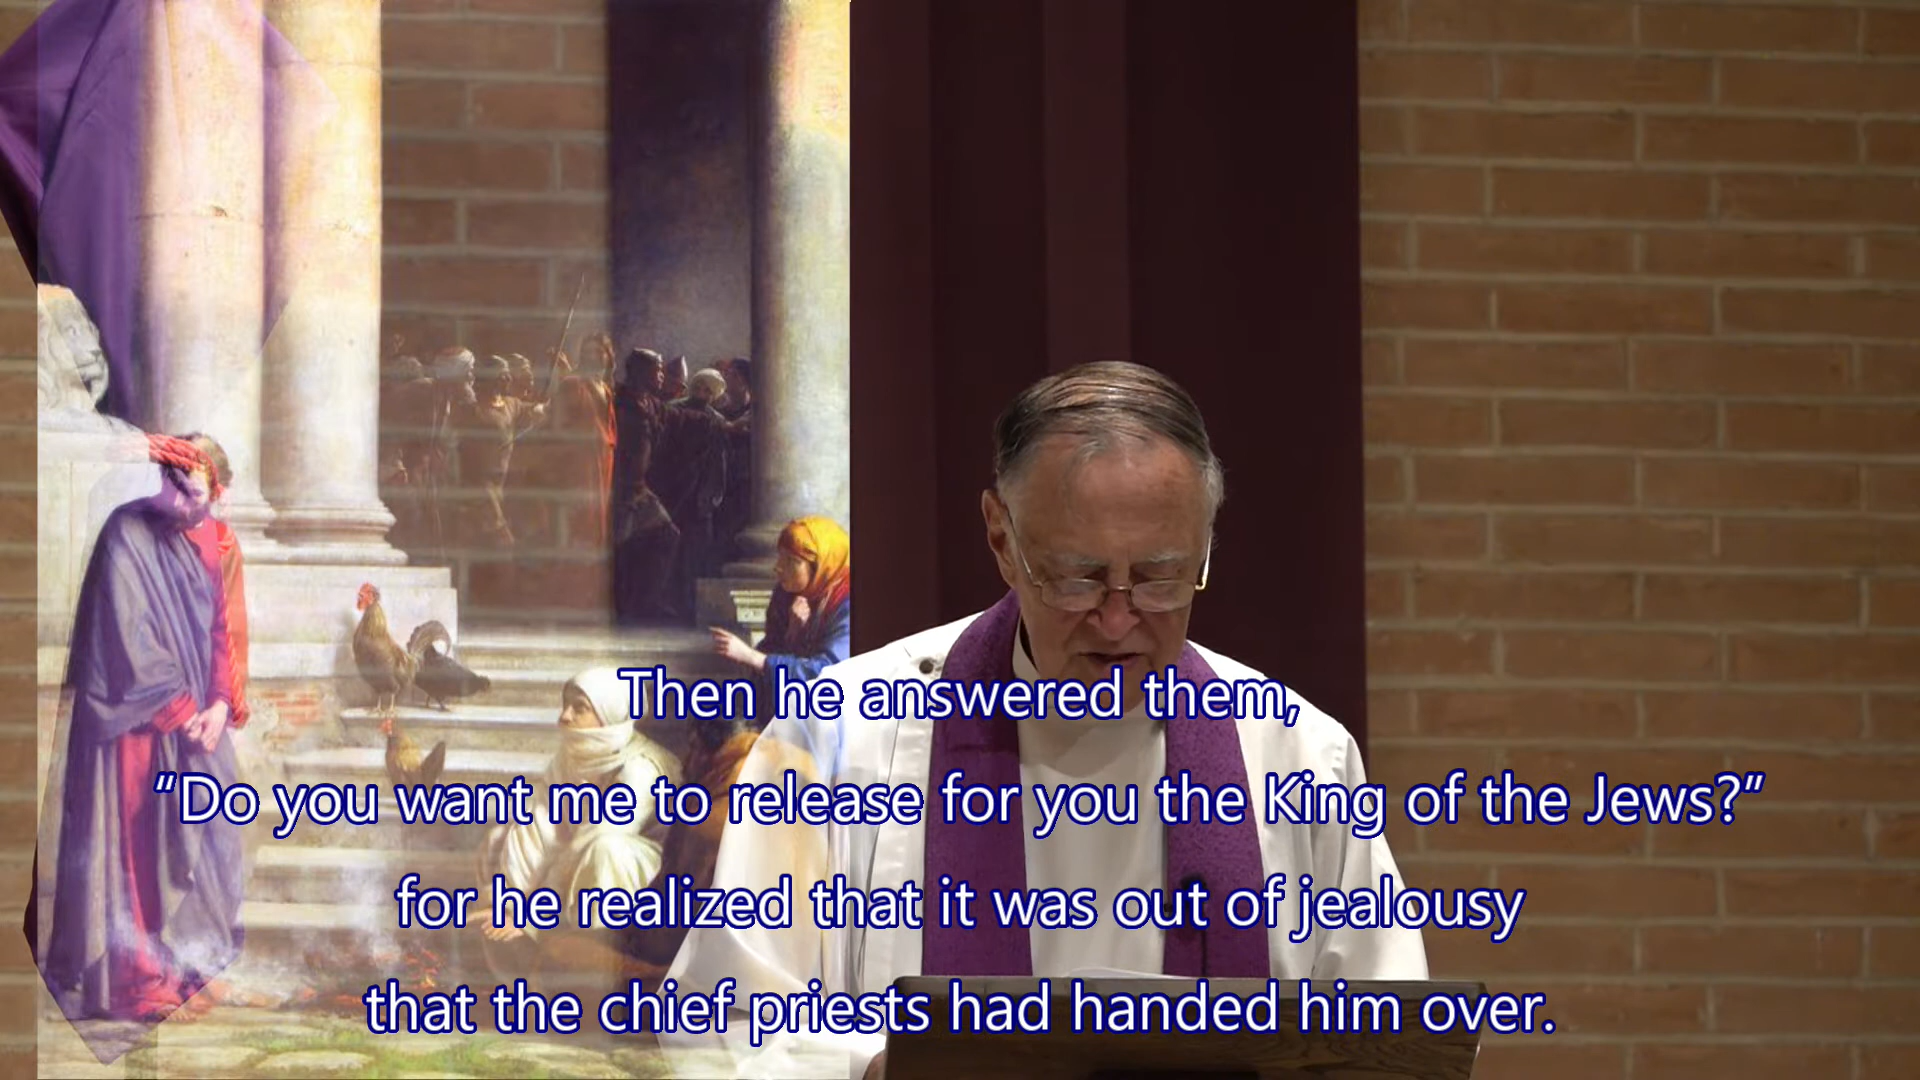 Then he answered them,
“Do you want me to release for you the King of the Jews?”
for he realized that it was out of jealousy
that the chief priests had handed him over.